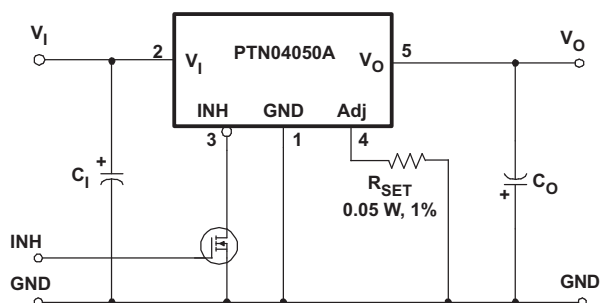 V_I
V_O
2
V_I
PTN04050A
V_O
5
INH
GND
Adj
3
1
4
+
C_I
R_SET
0.05 W, 1%
+
C_O
INH
GND
GND